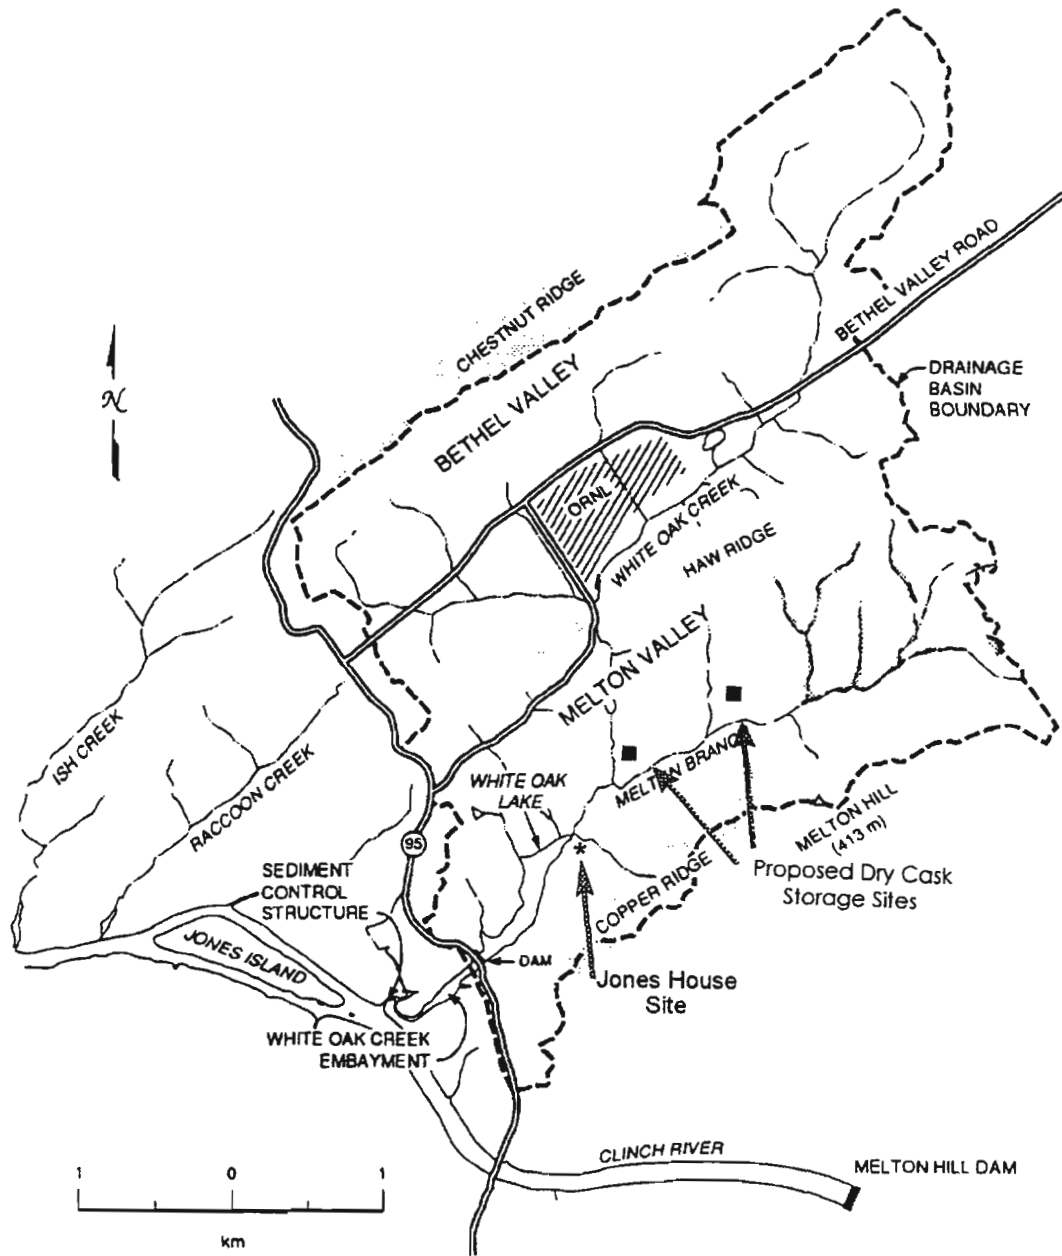 CHESTNUT RIDGE
BETHEL VALLEY ROAD
BETHEL VALLEY
DRAINAGE
BASIN
BOUNDARY
N
ORNL
WHITE OAK CREEK
HAW RIDGE
MELTON VALLEY
ISH CREEK
RACCOON CREEK
WHITE OAK
LAKE
MELTON BRANCH
MELTON HILL
(413 m)
95
*
COPPER RIDGE
Proposed Dry Cask
Storage Sites
SEDIMENT
CONTROL
STRUCTURE
JONES ISLAND
DAM
Jones House
Site
WHITE OAK CREEK
EMBAYMENT
CLINCH RIVER
MELTON HILL DAM
1 0 1
km